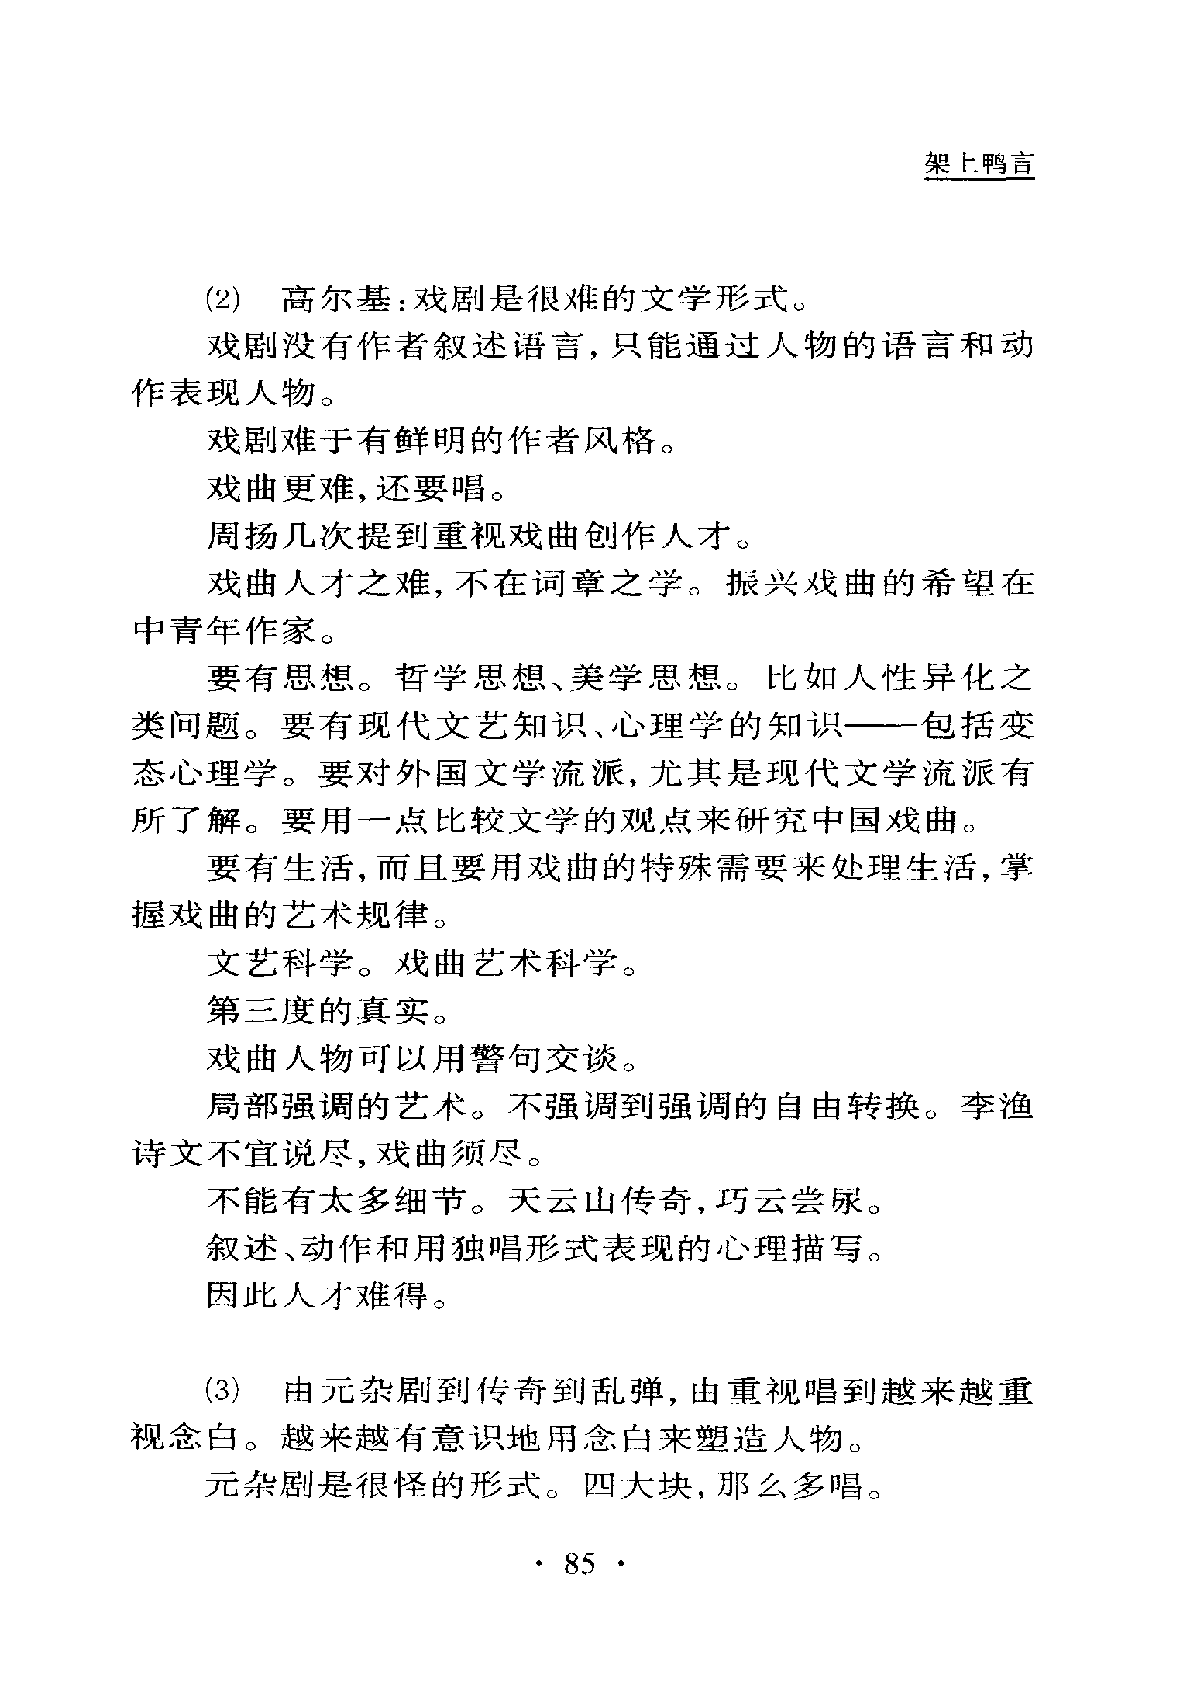 架上鸭言
(2) 高尔基:戏剧是很难的文学形式。
戏剧没有作者叙述语言,只能通过人物的语言和动
作表现人物。
戏剧难于有鲜明的作者风格。
戏曲更难,还要唱。
周扬几次提到重视戏曲创作人才。
戏曲人才之难,不在词章之学。振兴戏曲的希望在
中青年作家。
要有思想。哲学思想、美学思想。比如人性异化之
类问题。要有现代文艺知识、心理学的知识——包括变
态心理学。要对外国文学流派,尤其是现代文学流派有
所了解。要用一点比较文学的观点来研究中国戏曲。
要有生活,而且要用戏曲的特殊需要来处理生活,掌
握戏曲的艺术规律。
文艺科学。戏曲艺术科学。
第三度的真实。
戏曲人物可以用警句交谈。
局部强调的艺术。不强调到强调的自由转换。李渔
诗文不宜说尽,戏曲须尽。
不能有太多细节。天云山传奇,巧云尝尿。
叙述、动作和用独唱形式表现的心理描写。
因此人才难得。
(3) 由元杂剧到传奇到乱弹,由重视唱到越来越重
视念白。越来越有意识地用念白来塑造人物。
元杂剧是很怪的形式。四大块,那么多唱。
· 85 ·